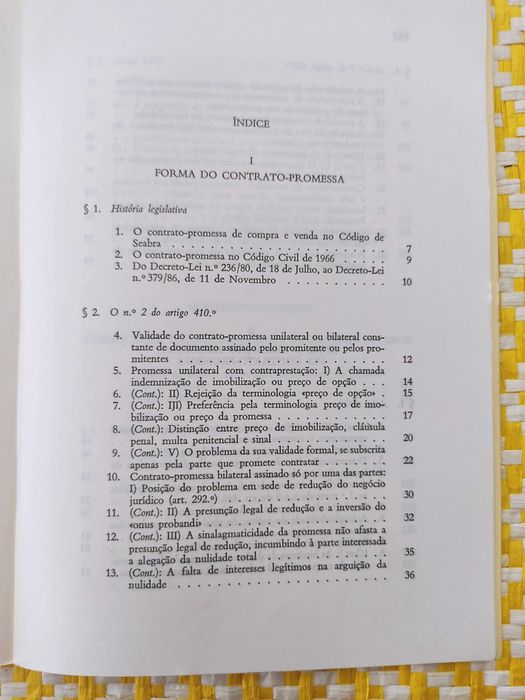 ÍNDICE
I
FORMA DO CONTRATO-PROMESSA
§ 1. História legislativa
1. O contrato-promessa de compra e venda no Código de
Seabra . . . . . . . . . . . . . . . . . . . . 7
2. O contrato-promessa no Código Civil de 1966 . . . . . 9
3. Do Decreto-Lei n.º 236/80, de 18 de Julho, ao Decreto-Lei
n.º 379/86, de 11 de Novembro . . . . . . . . . . 10
§ 2. O n.º 2 do artigo 410.º
4. Validade do contrato-promessa unilateral ou bilateral cons-
tante de documento assinado pelo promitente ou pelos pro-
mitentes . . . . . . . . . . . . . . . . . . . 12
5. Promessa unilateral com contraprestação: I) A chamada
indemnização de imobilização ou preço de opção . . . 14
6. (Cont.): II) Rejeição da terminologia «preço de opção» . 15
7. (Cont.): III) Preferência pela terminologia preço de imo-
bilização ou preço da promessa . . . . . . . . . . 17
8. (Cont.): Distinção entre preço de imobilização, cláusula
penal, multa penitencial e sinal . . . . . . . . . . 20
9. (Cont.): V) O problema da sua validade formal, se subscrita
apenas pela parte que promete contratar . . . . . . . 22
10. Contrato-promessa bilateral assinado só por uma das partes:
I) Posição do problema em sede de redução do negócio
jurídico (art. 292.º) . . . . . . . . . . . . . . . 30
11. (Cont.): II) A presunção legal de redução e a inversão do
«onus probandi» . . . . . . . . . . . . . . . . 32
12. (Cont.): III) A sinalagmaticidade da promessa não afasta a
presunção legal de redução, incumbindo à parte interessada
a alegação da nulidade total . . . . . . . . . . . 35
13. (Cont.): A falta de interesses legítimos na arguição da
nulidade . . . . . . . . . . . . . . . . . . . 36